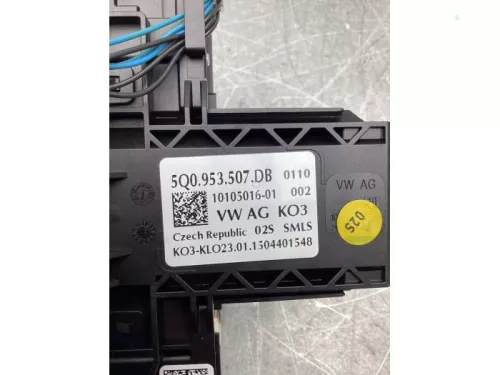 5Q0.953.507.DB 0110
10105016-01 002
VW AG KO3
Czech Republic 02S SMLS
KO3-KLO23.01.1504401548
VW AG
02S